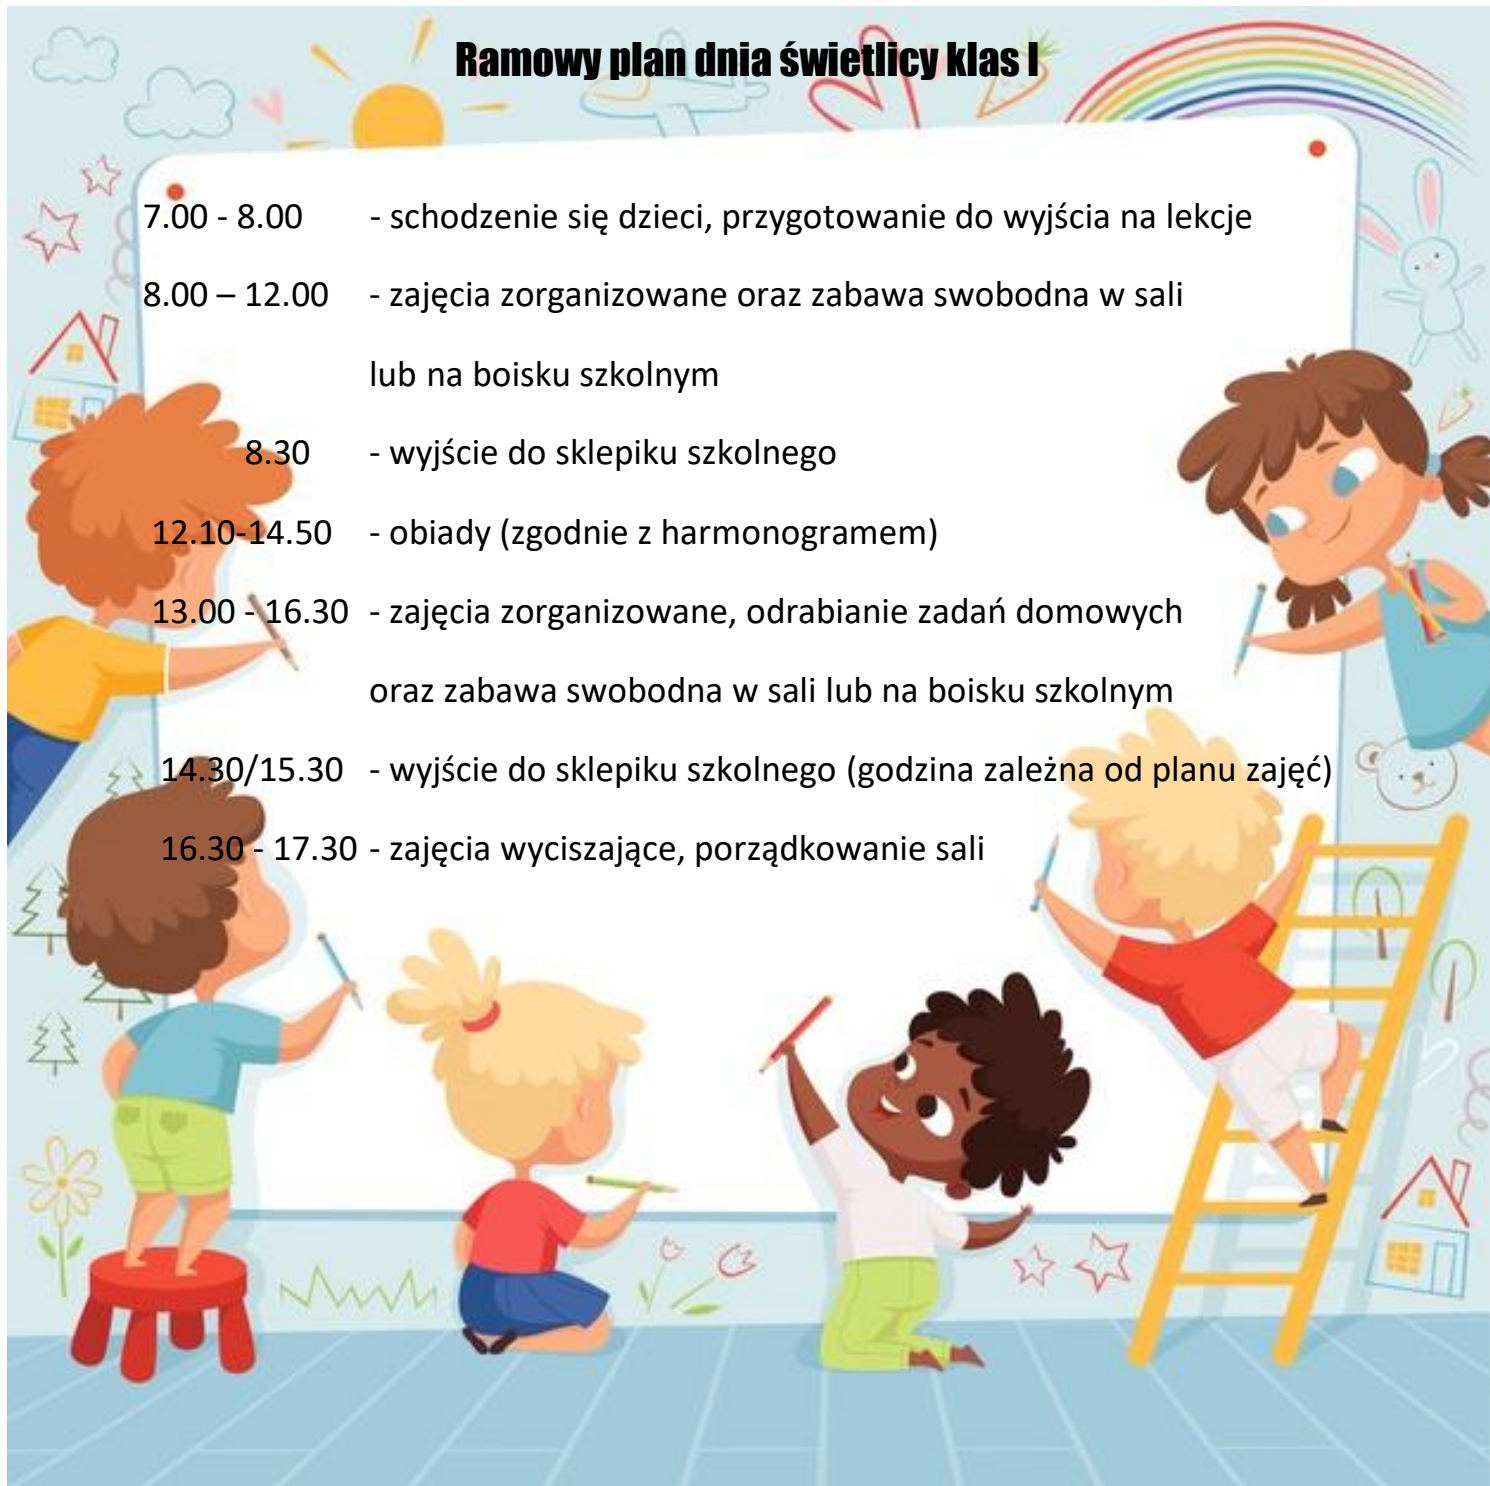 Ramowy plan dnia świetlicy klas I
7.00 - 8.00 - schodzenie się dzieci, przygotowanie do wyjścia na lekcje
8.00 – 12.00 - zajęcia zorganizowane oraz zabawa swobodna w sali
lub na boisku szkolnym
8.30 - wyjście do sklepiku szkolnego
12.10-14.50 - obiady (zgodnie z harmonogramem)
13.00 - 16.30 - zajęcia zorganizowane, odrabianie zadań domowych
oraz zabawa swobodna w sali lub na boisku szkolnym
14.30/15.30 - wyjście do sklepiku szkolnego (godzina zależna od planu zajęć)
16.30 - 17.30 - zajęcia wyciszające, porządkowanie sali